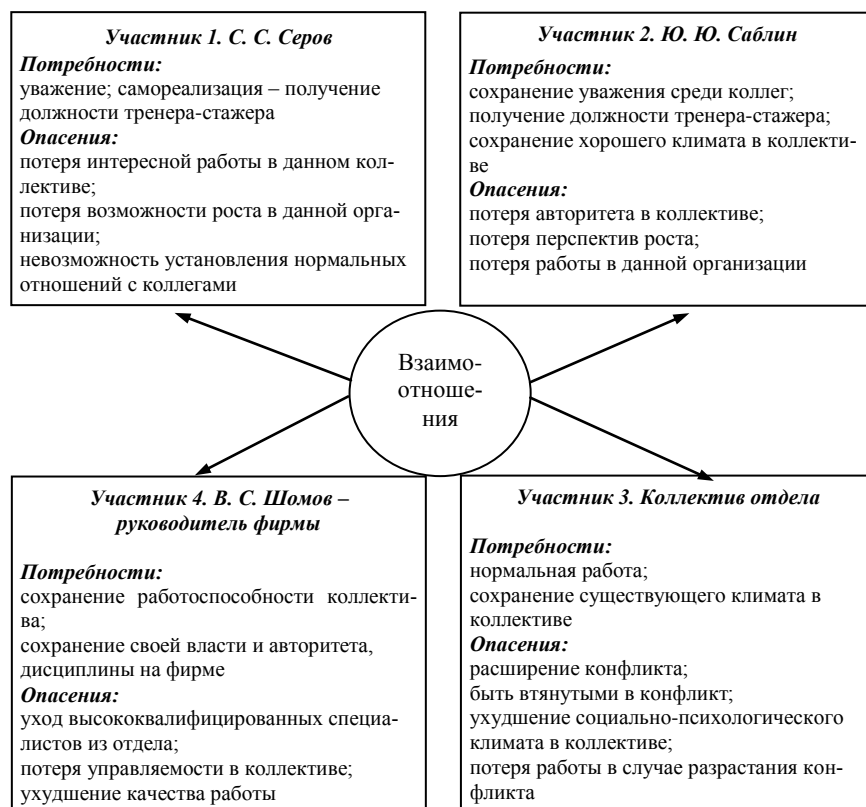 Участник 1. С. С. Серов
Потребности:
уважение; самореализация – получение
должности тренера-стажера
Опасения:
потеря интересной работы в данном кол-
лективе;
потеря возможности роста в данной орга-
низации;
невозможность установления нормальных
отношений с коллегами
Участник 2. Ю. Ю. Саблин
Потребности:
сохранение уважения среди коллег;
получение должности тренера-стажера;
сохранение хорошего климата в коллекти-
ве
Опасения:
потеря авторитета в коллективе;
потеря перспектив роста;
потеря работы в данной организации
Взаимо-
отноше-
ния
Участник 4. В. С. Шомов –
руководитель фирмы
Потребности:
сохранение работоспособности коллекти-
ва;
сохранение своей власти и авторитета,
дисциплины на фирме
Опасения:
уход высококвалифицированных специа-
листов из отдела;
потеря управляемости в коллективе;
ухудшение качества работы
Участник 3. Коллектив отдела
Потребности:
нормальная работа;
сохранение существующего климата в
коллективе
Опасения:
расширение конфликта;
быть втянутыми в конфликт;
ухудшение социально-психологического
климата в коллективе;
потеря работы в случае разрастания кон-
фликта